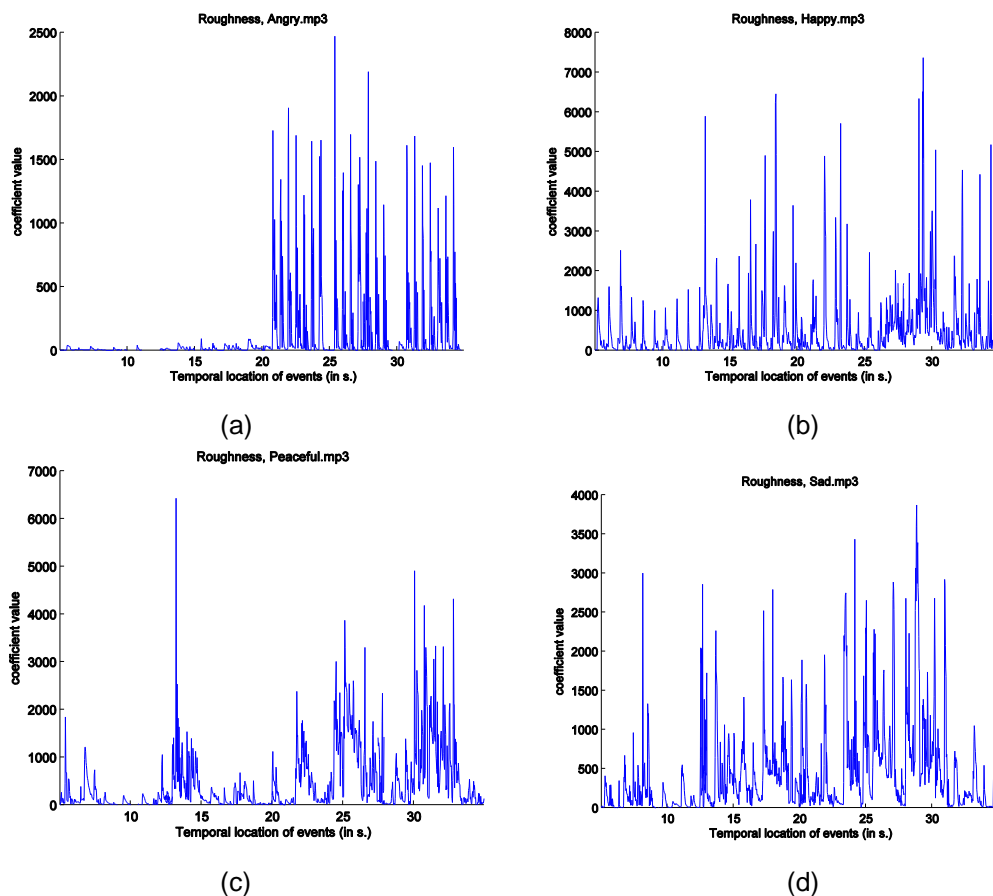 Roughness, Angry.mp3
2500
2000
1500
1000
500
0
coefficient value
10 15 20 25 30
Temporal location of events (in s.)
(a)
Roughness, Happy.mp3
8000
7000
6000
5000
4000
3000
2000
1000
0
coefficient value
10 15 20 25 30
Temporal location of events (in s.)
(b)
Roughness, Peaceful.mp3
7000
6000
5000
4000
3000
2000
1000
0
coefficient value
10 15 20 25 30
Temporal location of events (in s.)
(c)
Roughness, Sad.mp3
4000
3500
3000
2500
2000
1500
1000
500
0
coefficient value
10 15 20 25 30
Temporal location of events (in s.)
(d)